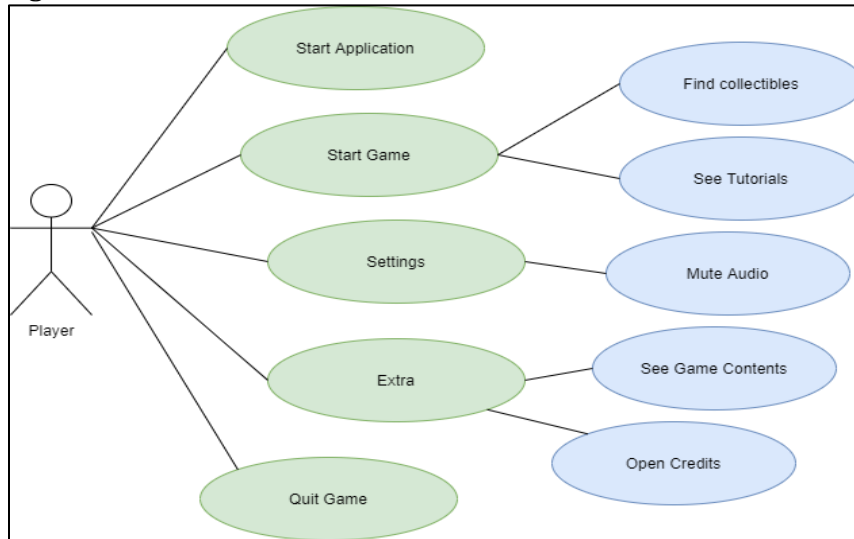 Start Application
Find collectibles
Start Game
See Tutorials
Settings
Mute Audio
Player
See Game Contents
Extra
Open Credits
Quit Game